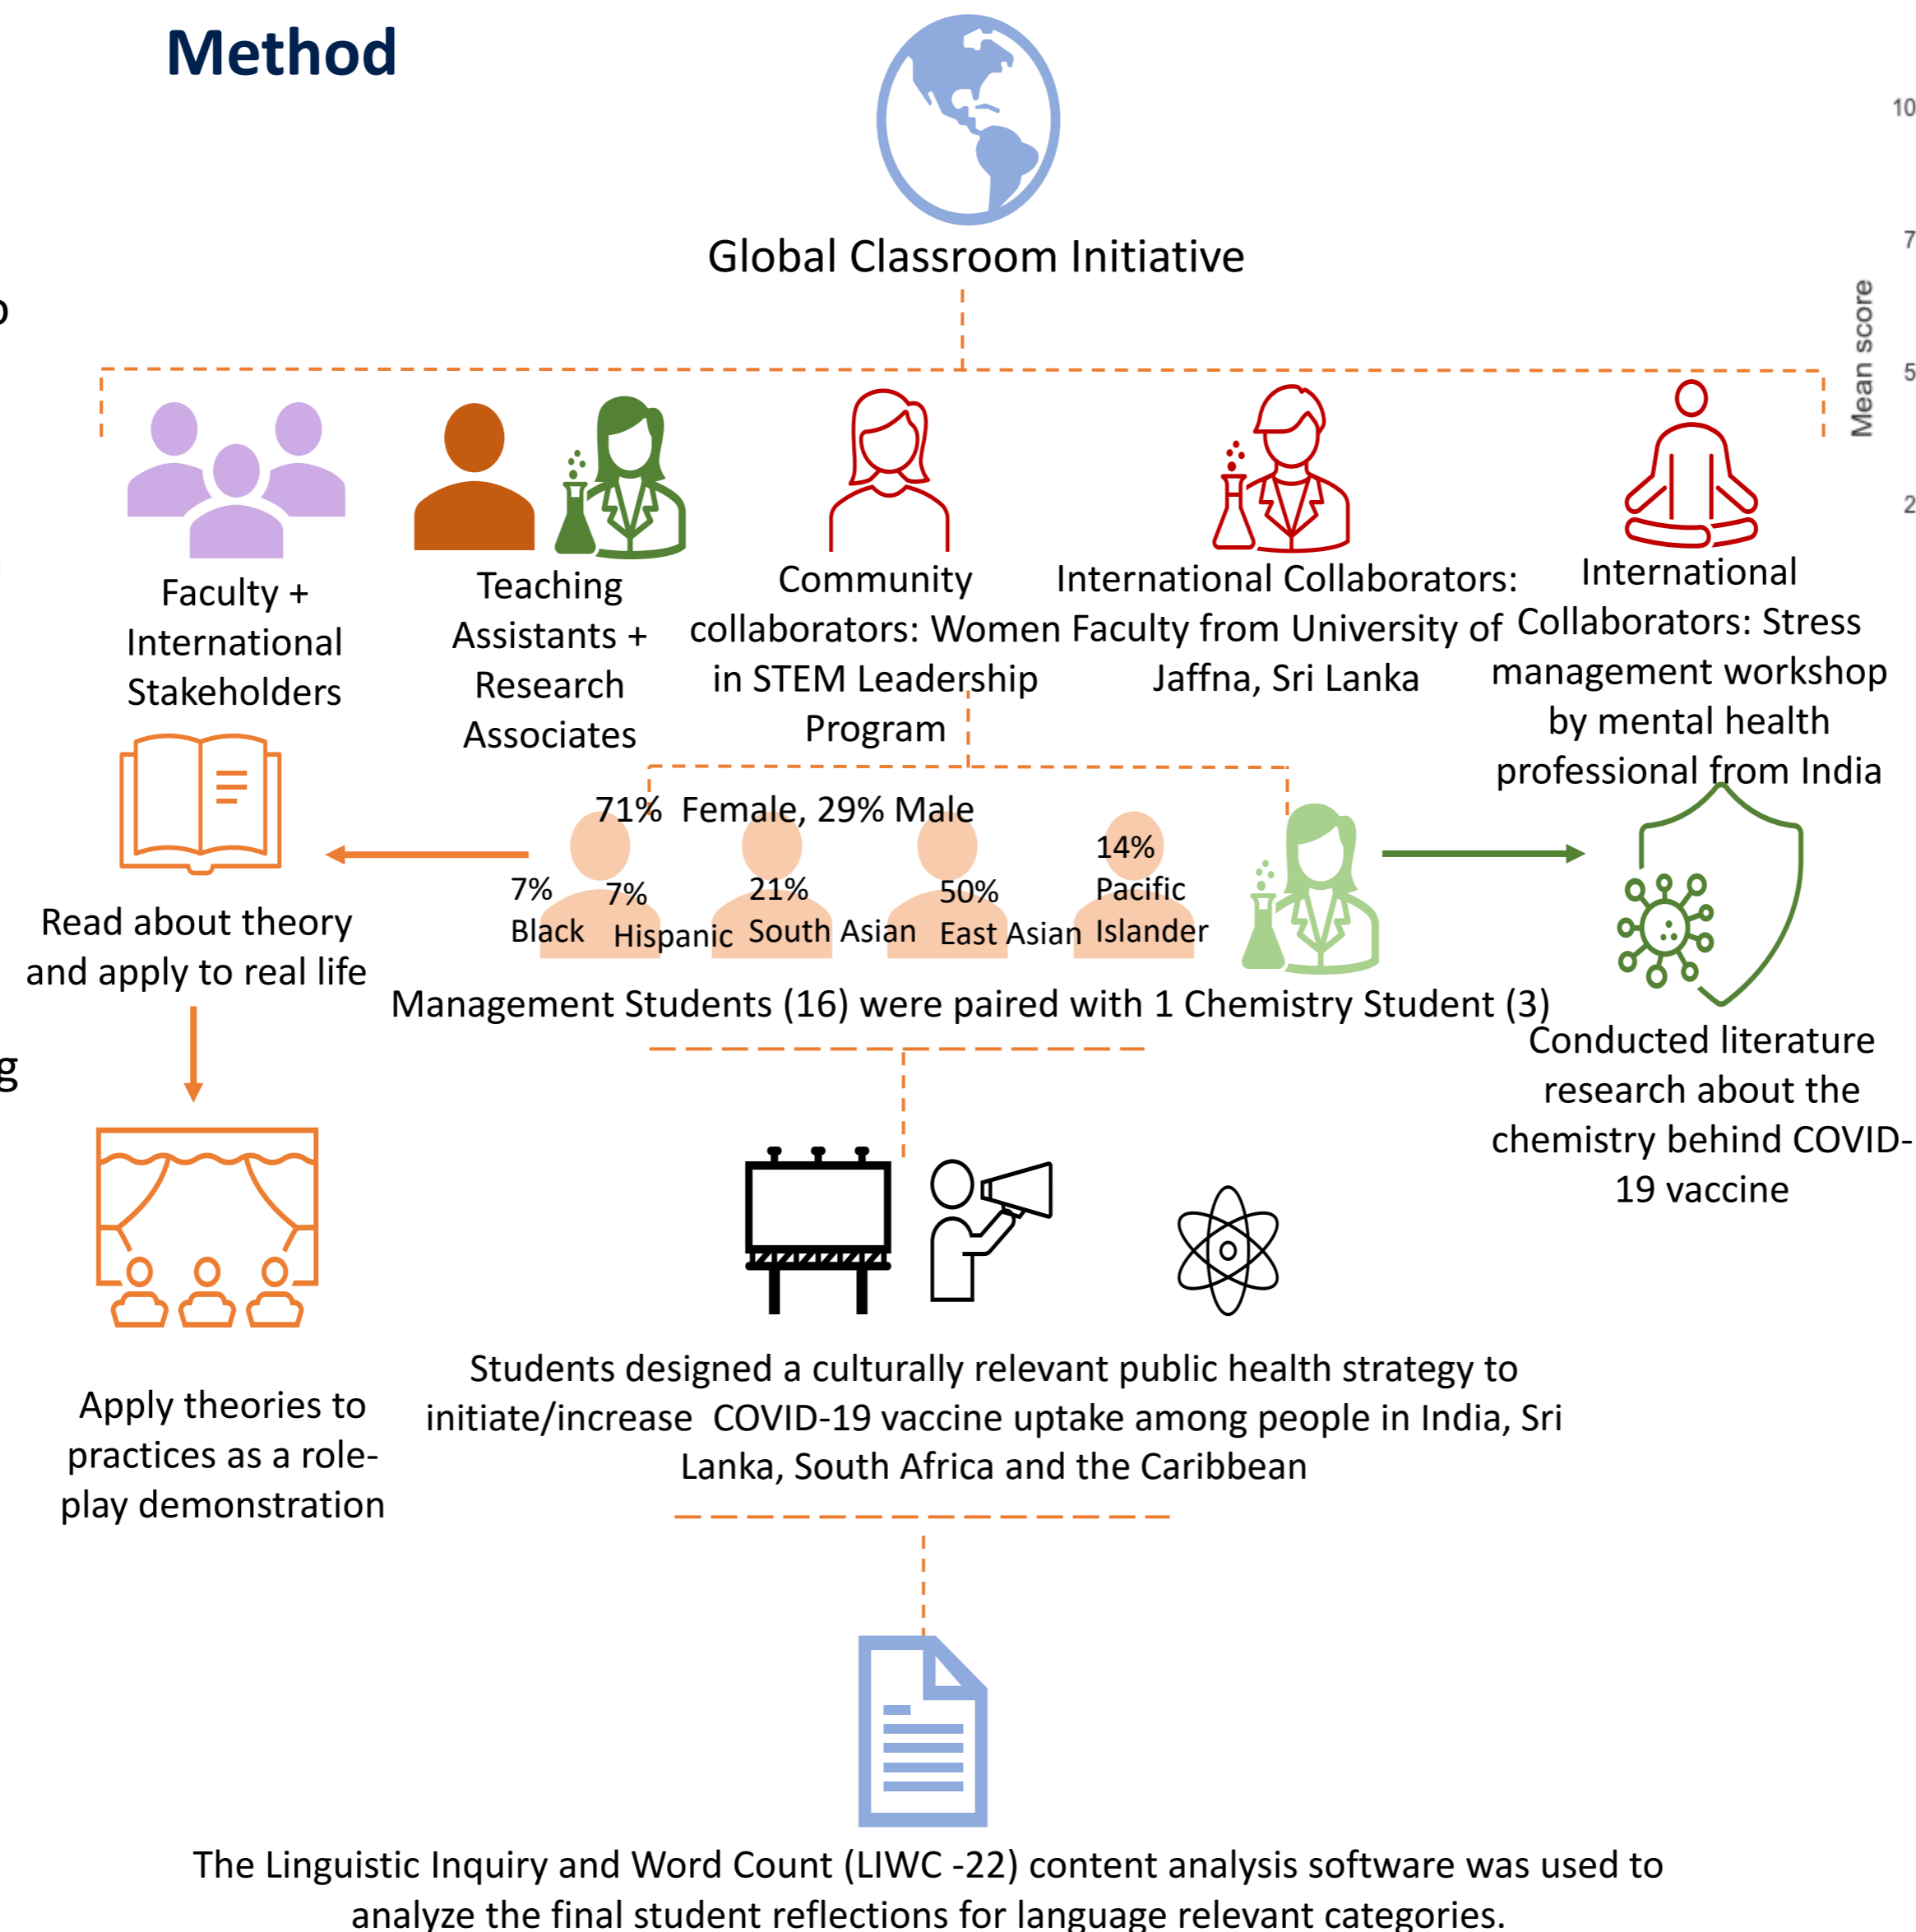 Method
Global Classroom Initiative
Faculty +
International
Stakeholders
Teaching
Assistants +
Research
Associates
Community
collaborators: Women
in STEM Leadership
Program
International Collaborators:
Faculty from University of
Jaffna, Sri Lanka
International
Collaborators: Stress
management workshop
by mental health
professional from India
71%  Female, 29% Male
7%
Black
7%
Hispanic
21%
South Asian
50%
East Asian
14%
Pacific
Islander
Management Students (16) were paired with 1 Chemistry Student (3)
Read about theory
and apply to real life
Apply theories to
practices as a role-
play demonstration
Conducted literature
research about the
chemistry behind COVID-
19 vaccine
Students designed a culturally relevant public health strategy to
initiate/increase  COVID-19 vaccine uptake among people in India, Sri
Lanka, South Africa and the Caribbean
The Linguistic Inquiry and Word Count (LIWC -22) content analysis software was used to
analyze the final student reflections for language relevant categories.
Mean score
10
7
5
2